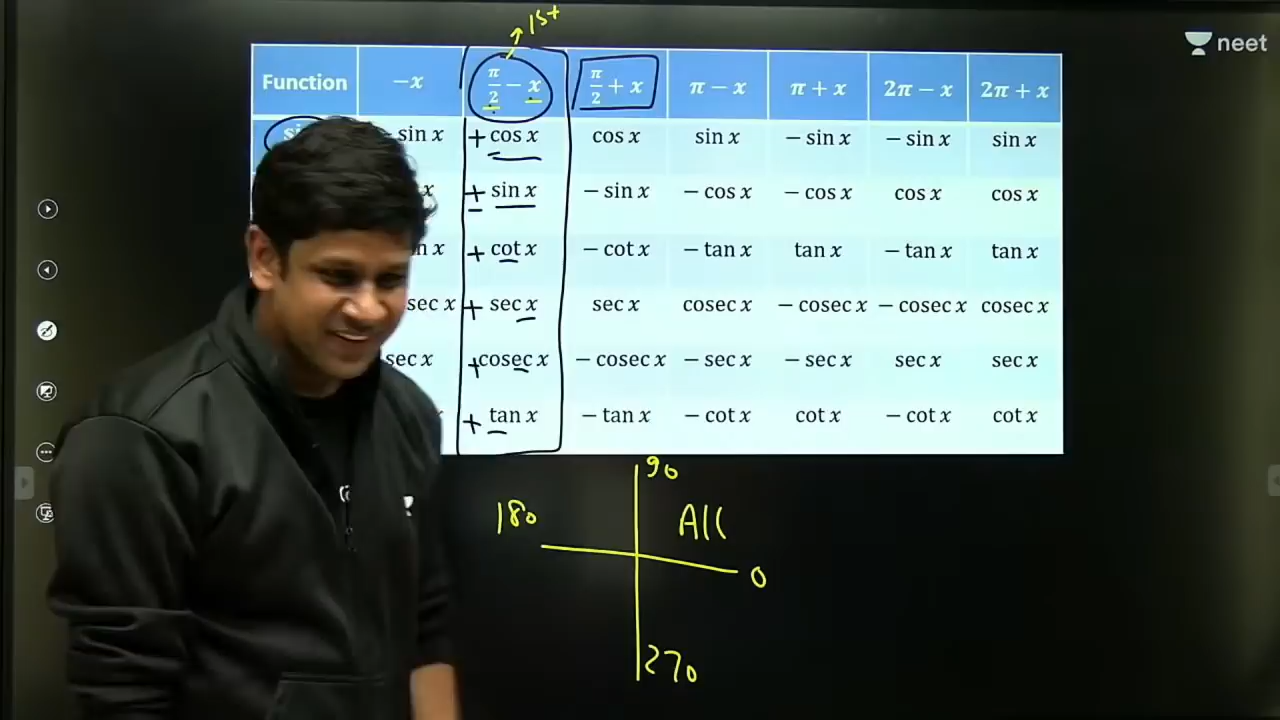 1st
neet
Function −x π/2 − x π/2 + x π − x π + x 2π − x 2π + x
sin x + cos x cos x sin x − sin x − sin x sin x
x + sin x − sin x − cos x − cos x cos x cos x
n x + cot x − cot x − tan x tan x − tan x tan x
sec x + sec x sec x cosec x − cosec x − cosec x cosec x
sec x + cosec x − cosec x − sec x − sec x sec x sec x
+ tan x − tan x − cot x cot x − cot x cot x
90
180 All
0
270